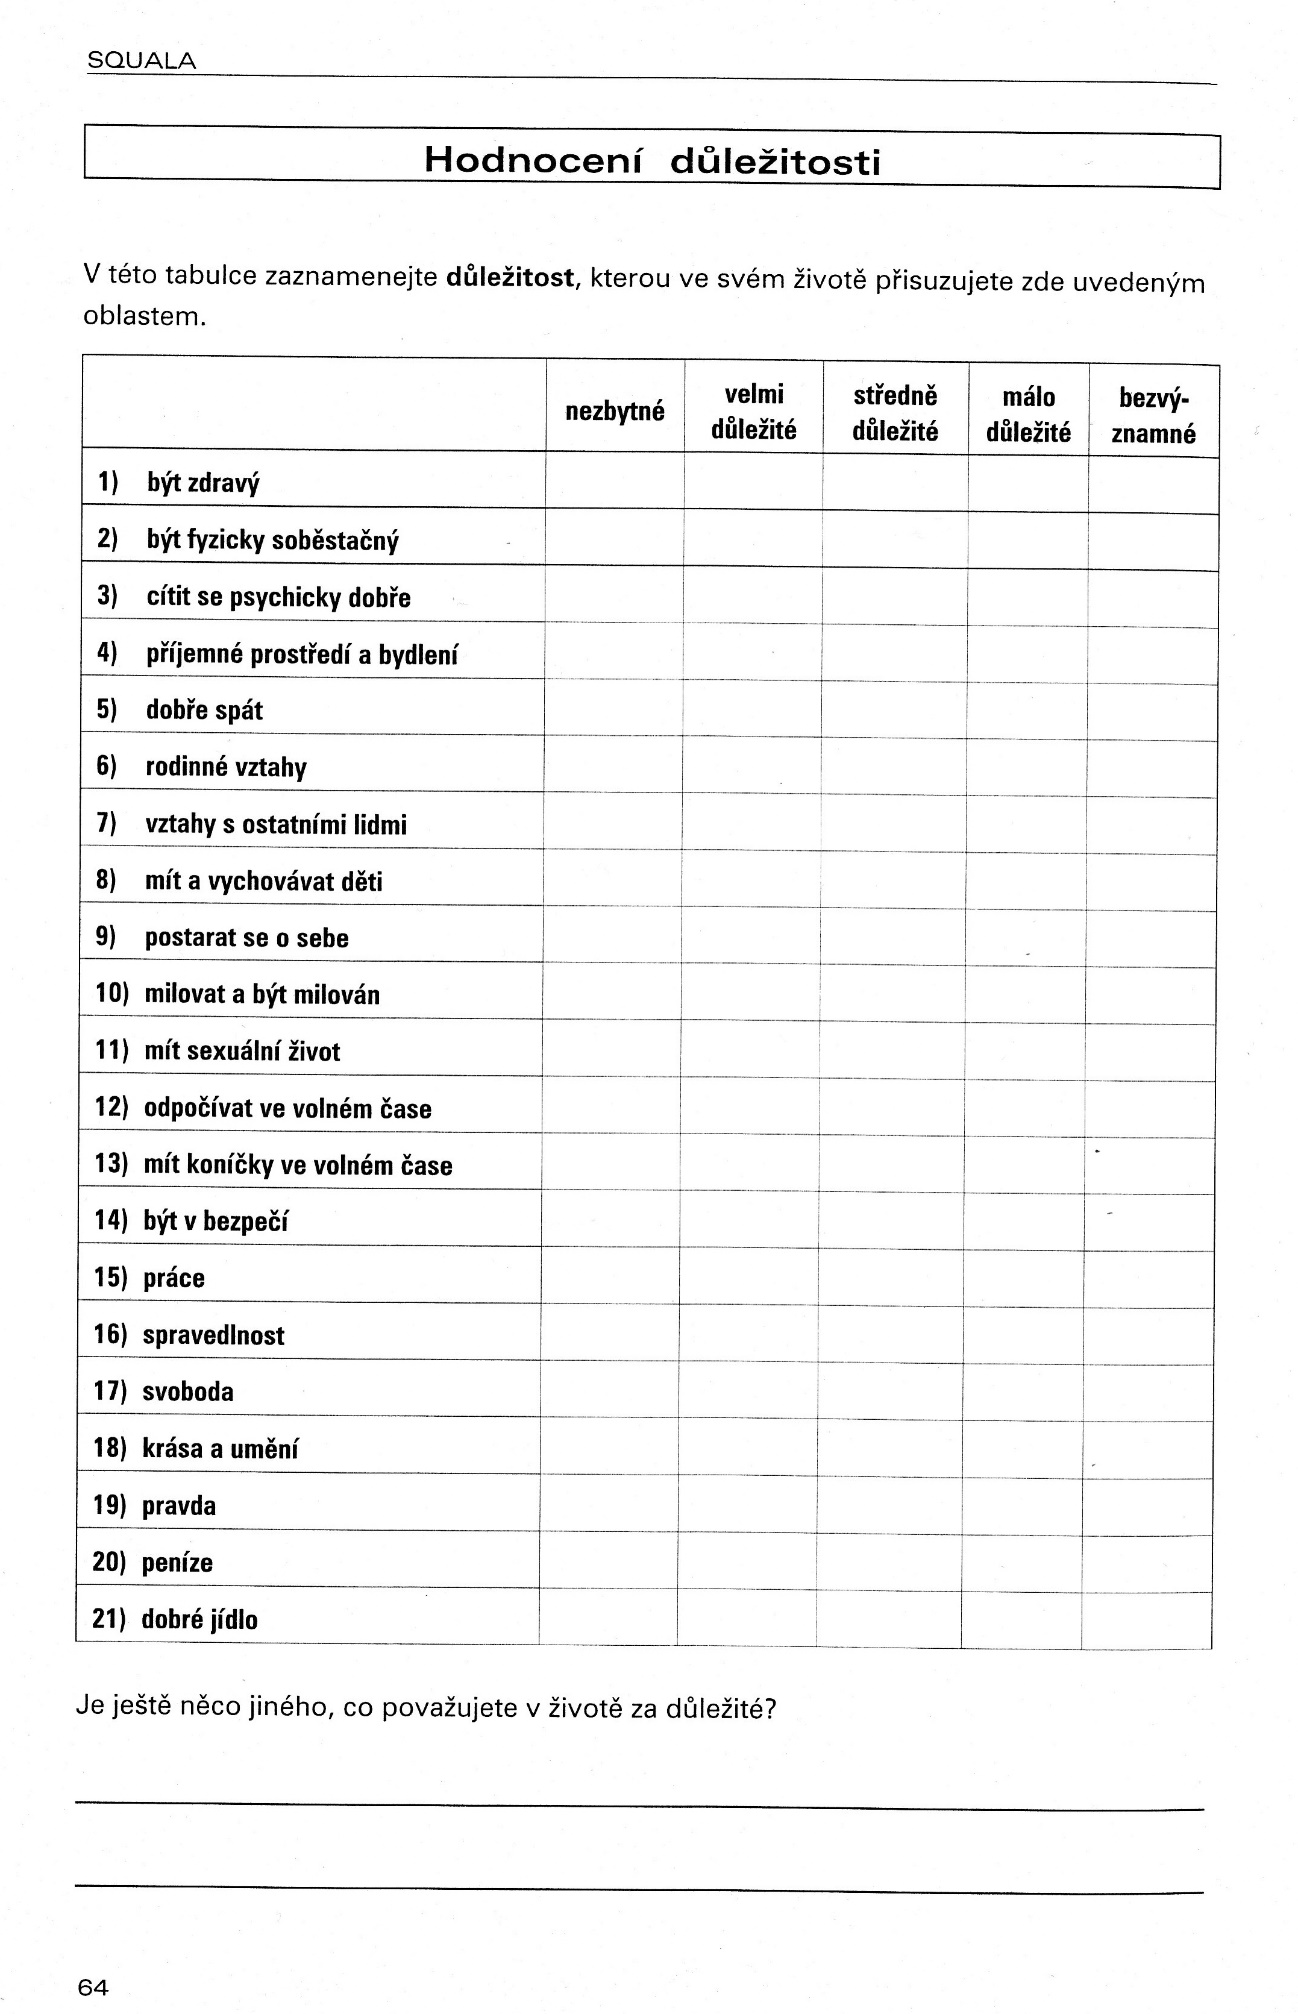 SQUALA
Hodnocení důležitosti
V této tabulce zaznamenejte důležitost, kterou ve svém životě přisuzujete zde uvedeným
oblastem.
nezbytné
velmi
důležité
středně
důležité
málo
důležité
bezvý-
znamné
1) být zdravý
2) být fyzicky soběstačný
3) cítit se psychicky dobře
4) příjemné prostředí a bydlení
5) dobře spát
6) rodinné vztahy
7) vztahy s ostatními lidmi
8) mít a vychovávat děti
9) postarat se o sebe
10) milovat a být milován
11) mít sexuální život
12) odpočívat ve volném čase
13) mít koníčky ve volném čase
14) být v bezpečí
15) práce
16) spravedlnost
17) svoboda
18) krása a umění
19) pravda
20) peníze
21) dobré jídlo
Je ještě něco jiného, co považujete v životě za důležité?
64